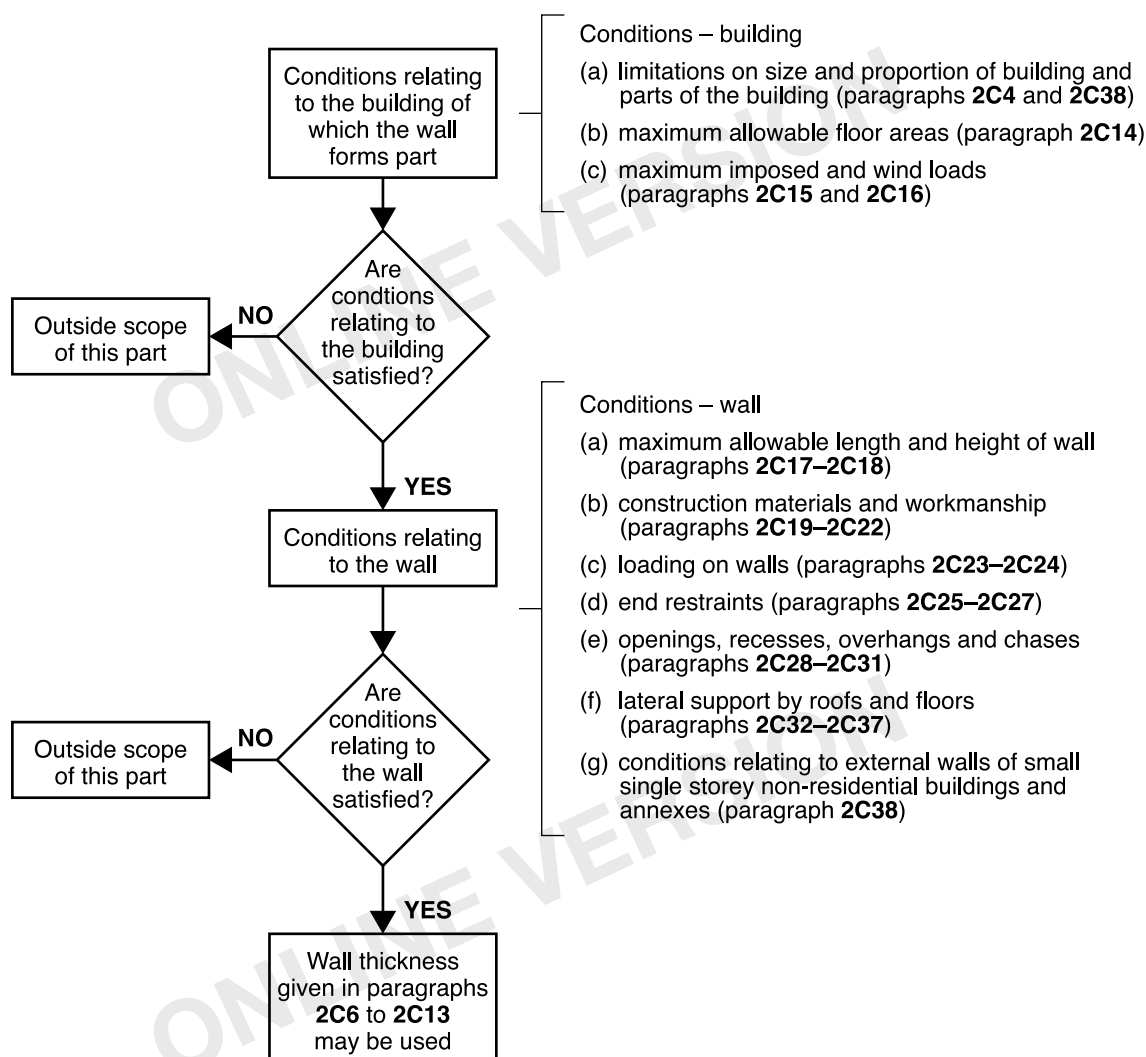 Conditions relating
to the building of
which the wall
forms part
Conditions – building
(a) limitations on size and proportion of building and
parts of the building (paragraphs 2C4 and 2C38)
(b) maximum allowable floor areas (paragraph 2C14)
(c) maximum imposed and wind loads
(paragraphs 2C15 and 2C16)
Are
condtions
relating to
the building
satisfied?
NO
Outside scope
of this part
YES
Conditions relating
to the wall
Conditions – wall
(a) maximum allowable length and height of wall
(paragraphs 2C17–2C18)
(b) construction materials and workmanship
(paragraphs 2C19–2C22)
(c) loading on walls (paragraphs 2C23–2C24)
(d) end restraints (paragraphs 2C25–2C27)
(e) openings, recesses, overhangs and chases
(paragraphs 2C28–2C31)
(f) lateral support by roofs and floors
(paragraphs 2C32–2C37)
(g) conditions relating to external walls of small
single storey non-residential buildings and
annexes (paragraph 2C38)
Are
conditions
relating to
the wall
satisfied?
NO
Outside scope
of this part
YES
Wall thickness
given in paragraphs
2C6 to 2C13
may be used
ONLINE VERSION
ONLINE VERSION